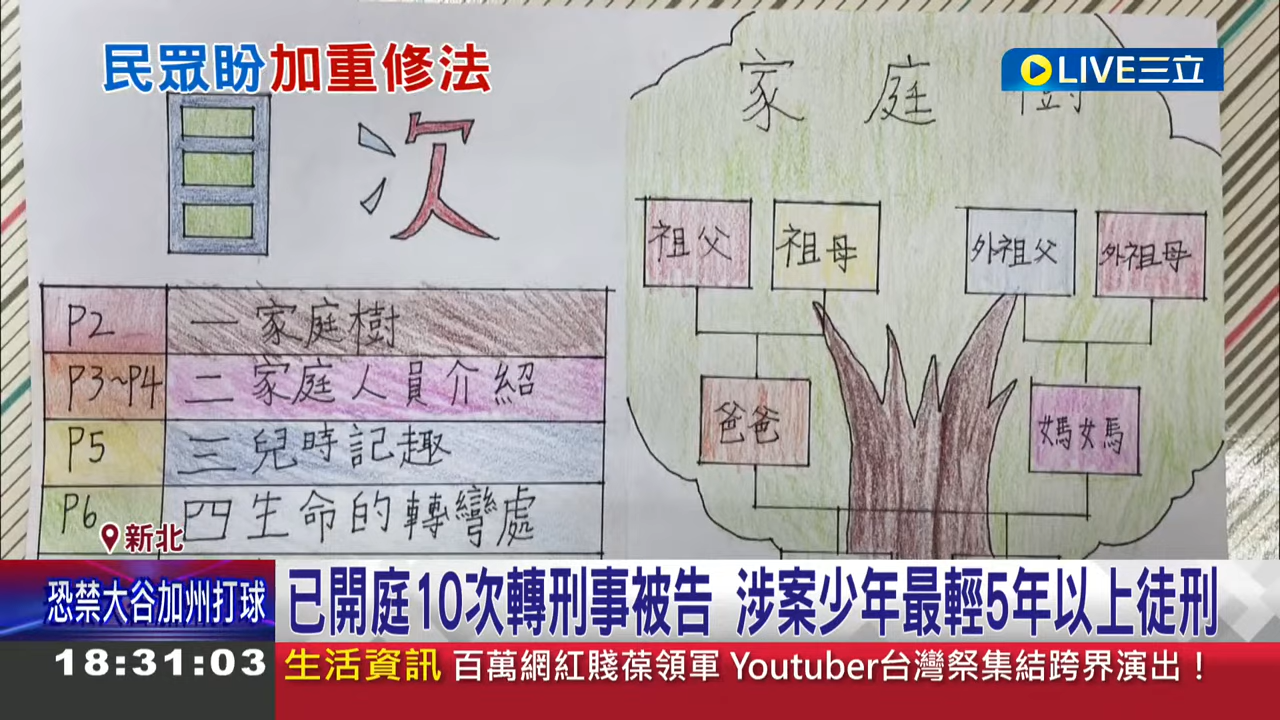 民眾盼加重修法
LIVE三立
目次
P2 一家庭樹
P3~P4 二家庭人員介紹
P5 三兒時記趣
P6 四生命的轉彎處
家庭樹
祖父
祖母
外祖父
外祖母
爸爸
媽媽
新北
恐禁大谷加州打球
已開庭10次轉刑事被告 涉案少年最輕5年以上徒刑
18:31:03
生活資訊 百萬網紅賤葆領軍 Youtuber台灣祭集結跨界演出！